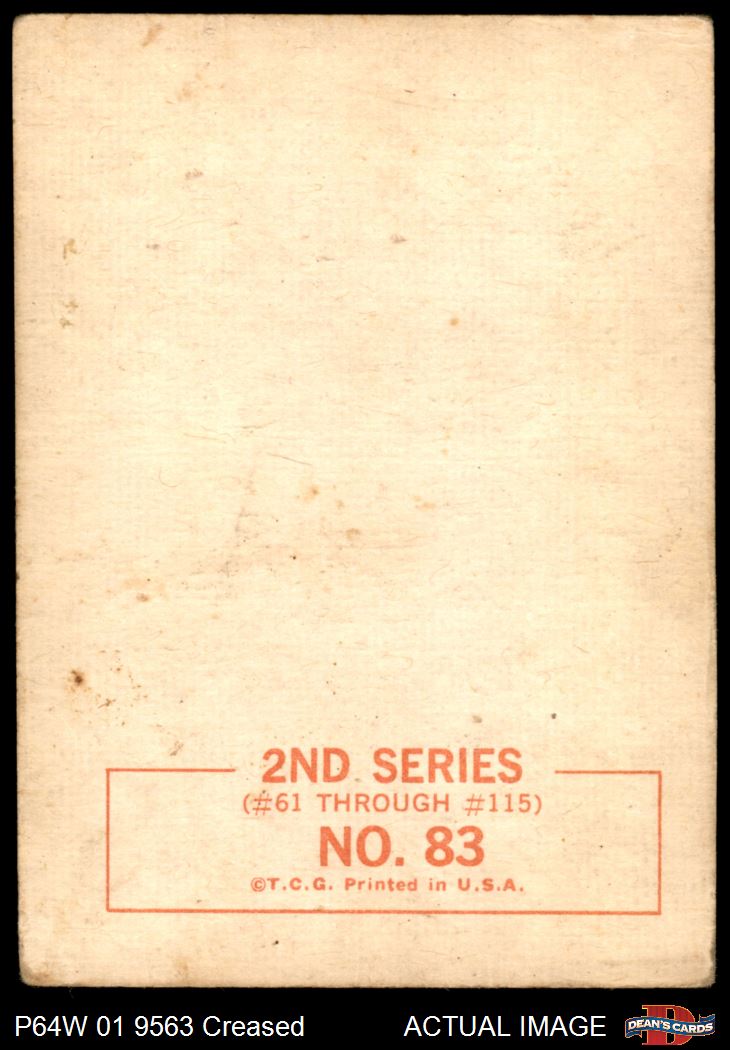 2ND SERIES
(#61 THROUGH #115)
NO. 83
©T.C.G. Printed in U.S.A.
P64W 01 9563 Creased ACTUAL IMAGE DEAN'S CARDS